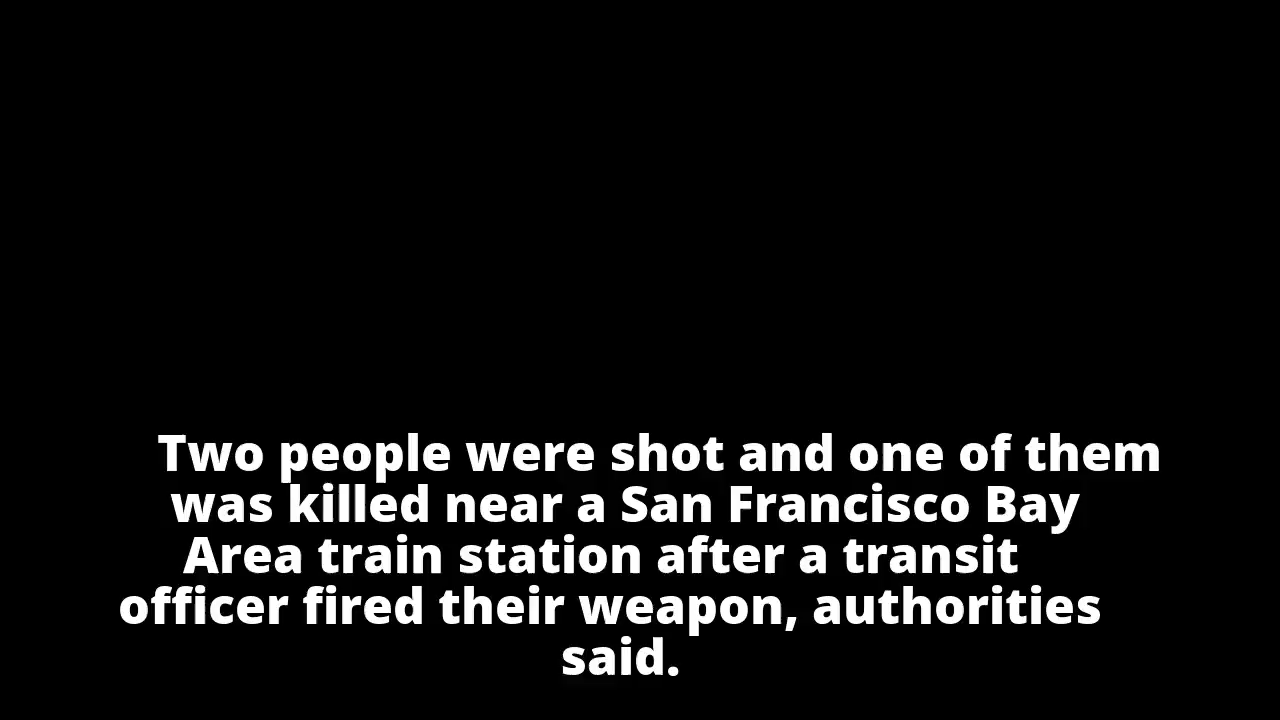 Two people were shot and one of them
was killed near a San Francisco Bay
Area train station after a transit
officer fired their weapon, authorities
said.